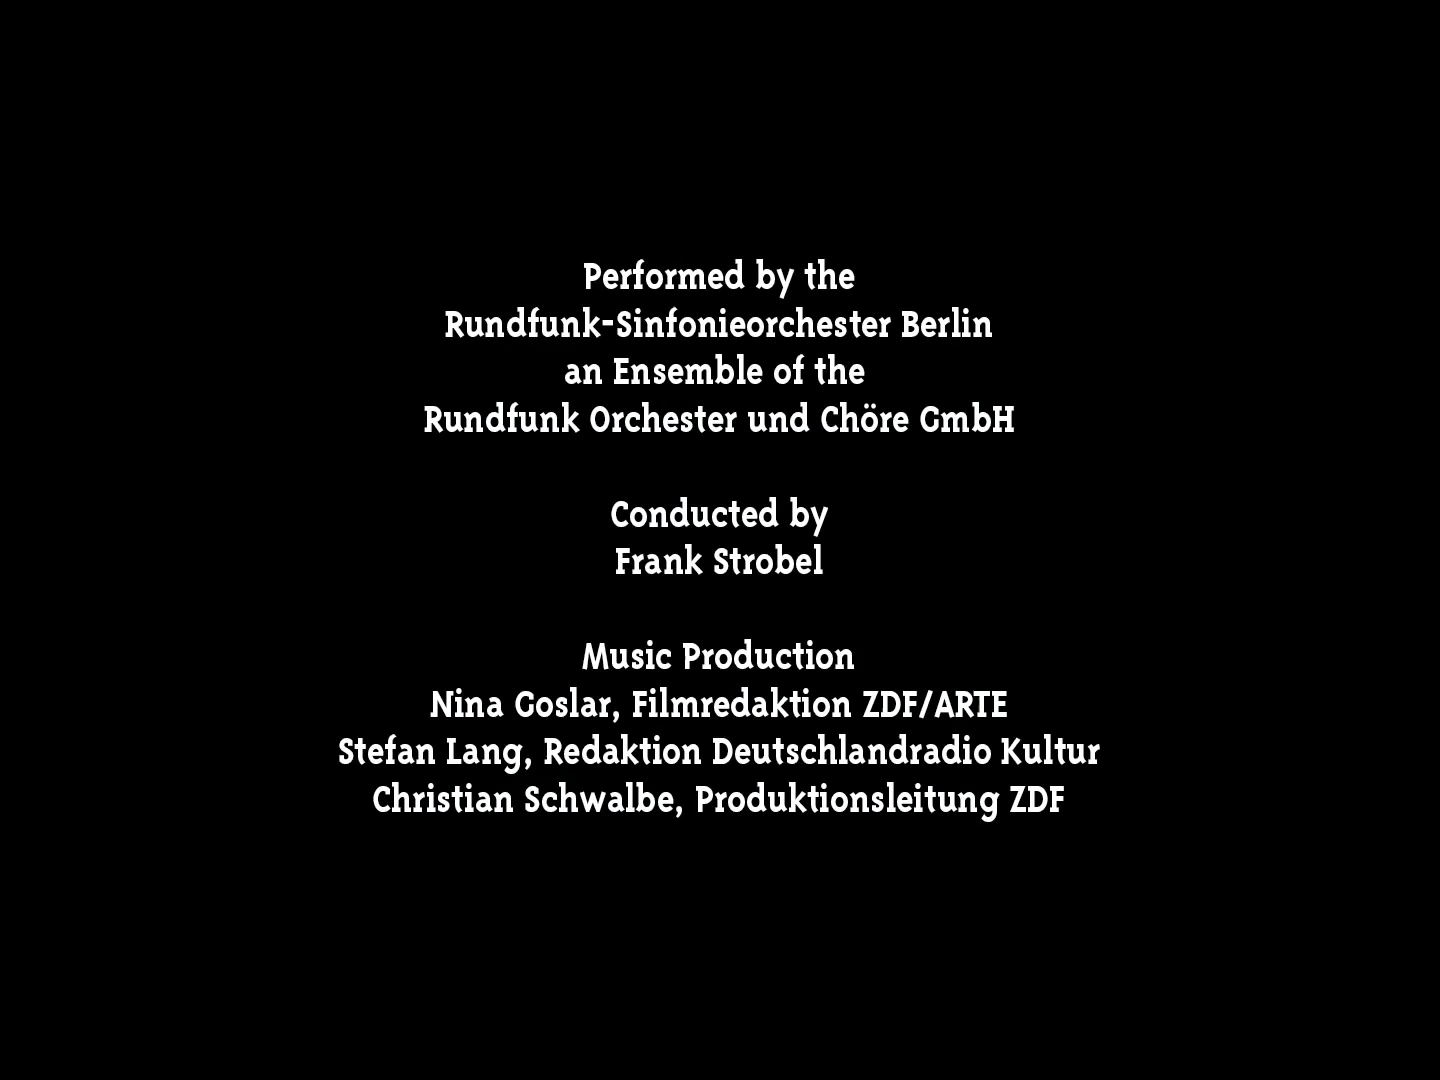 Performed by the
Rundfunk-Sinfonieorchester Berlin
an Ensemble of the
Rundfunk Orchester und Chöre GmbH
Conducted by
Frank Strobel
Music Production
Nina Goslar, Filmredaktion ZDF/ARTE
Stefan Lang, Redaktion Deutschlandradio Kultur
Christian Schwalbe, Produktionsleitung ZDF